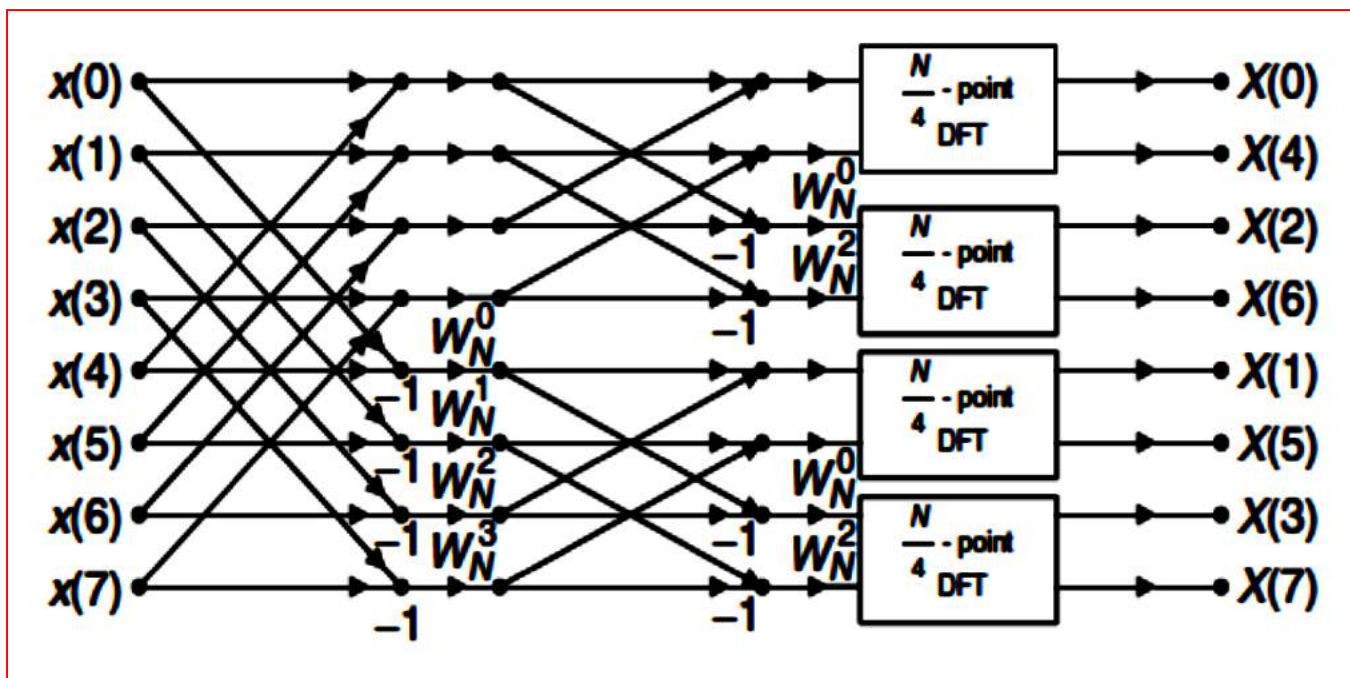 x(0)
N
4
- point
DFT
X(0)
x(1)
X(4)
W_N^0
x(2)
N
4
- point
DFT
X(2)
-1
W_N^2
x(3)
X(6)
-1
W_N^0
x(4)
N
4
- point
DFT
X(1)
-1
W_N^1
x(5)
X(5)
-1
W_N^2
W_N^0
x(6)
N
4
- point
DFT
X(3)
-1
W_N^3
-1
W_N^2
x(7)
X(7)
-1
-1